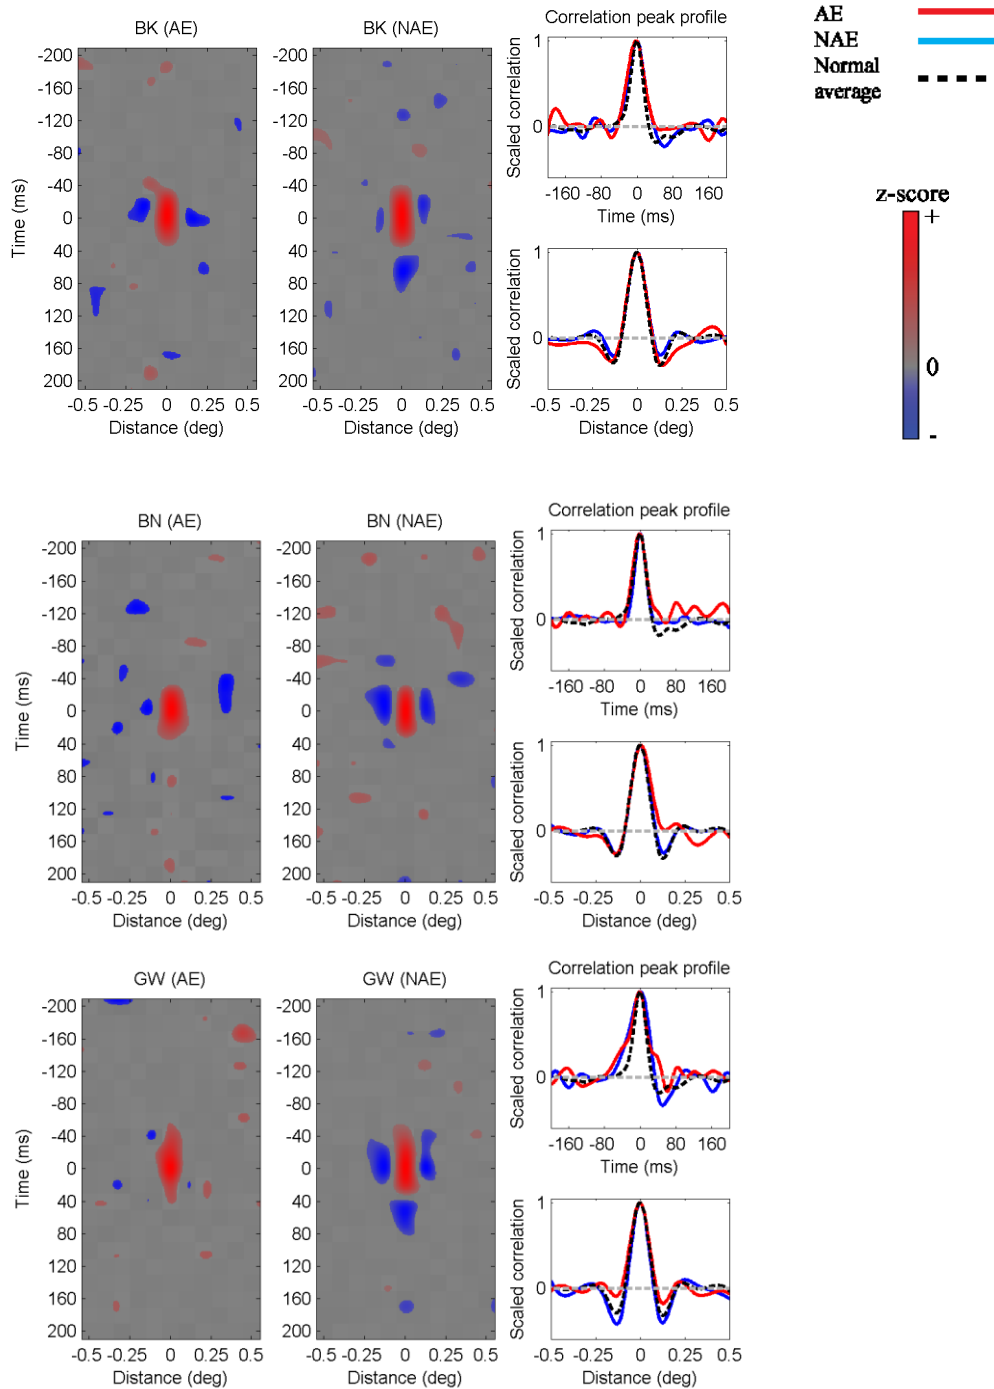 BK (AE)
BK (NAE)
Correlation peak profile
AE
NAE
Normal
average
-200
-160
-120
-80
-40
0
40
80
120
160
200
Time (ms)
-0.5 -0.25 0 0.25 0.5
Distance (deg)
-0.5 -0.25 0 0.25 0.5
Distance (deg)
1
0
Scaled correlation
-160 -80 0 80 160
Time (ms)
1
0
Scaled correlation
-0.5 -0.25 0 0.25 0.5
Distance (deg)
z-score
+
0
-
BN (AE)
BN (NAE)
Correlation peak profile
-200
-160
-120
-80
-40
0
40
80
120
160
200
Time (ms)
-0.5 -0.25 0 0.25 0.5
Distance (deg)
-0.5 -0.25 0 0.25 0.5
Distance (deg)
1
0
Scaled correlation
-160 -80 0 80 160
Time (ms)
1
0
Scaled correlation
-0.5 -0.25 0 0.25 0.5
Distance (deg)
GW (AE)
GW (NAE)
Correlation peak profile
-200
-160
-120
-80
-40
0
40
80
120
160
200
Time (ms)
-0.5 -0.25 0 0.25 0.5
Distance (deg)
-0.5 -0.25 0 0.25 0.5
Distance (deg)
1
0
Scaled correlation
-160 -80 0 80 160
Time (ms)
1
0
Scaled correlation
-0.5 -0.25 0 0.25 0.5
Distance (deg)